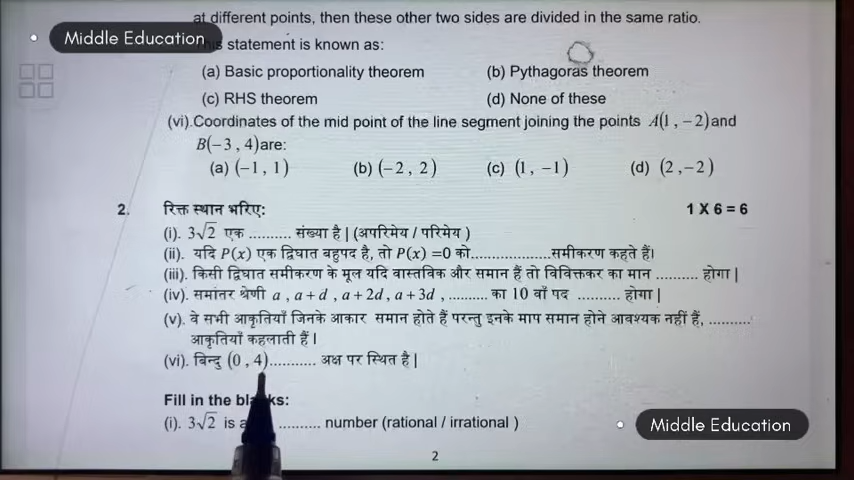 at different points, then these other two sides are divided in the same ratio.
Middle Education
statement is known as:
(a) Basic proportionality theorem (b) Pythagoras theorem
(c) RHS theorem (d) None of these
(vi).Coordinates of the mid point of the line segment joining the points A(1 , −2)and
B(−3 , 4)are:
(a) (−1 , 1) (b) (−2 , 2) (c) (1 , −1) (d) (2 ,−2)
2. रिक्त स्थान भरिए: 1 X 6 = 6
(i). 3√2 एक .......... संख्या है | (अपरिमेय / परिमेय )
(ii). यदि P(x) एक द्विघात बहुपद है, तो P(x) =0 को...................समीकरण कहते हैं।
(iii). किसी द्विघात समीकरण के मूल यदि वास्तविक और समान हैं तो विविक्तकर का मान .......... होगा |
(iv). समांतर श्रेणी a , a + d , a + 2d , a + 3d , ......... का 10 वाँ पद .......... होगा |
(v). वे सभी आकृतियाँ जिनके आकार समान होते हैं परन्तु इनके माप समान होने आवश्यक नहीं हैं, ..........
आकृतियाँ कहलाती हैं ।
(vi). बिन्दु (0 , 4)........... अक्ष पर स्थित है |
Fill in the
(i). 3√2 is a .......... number (rational / irrational )
Middle Education
2